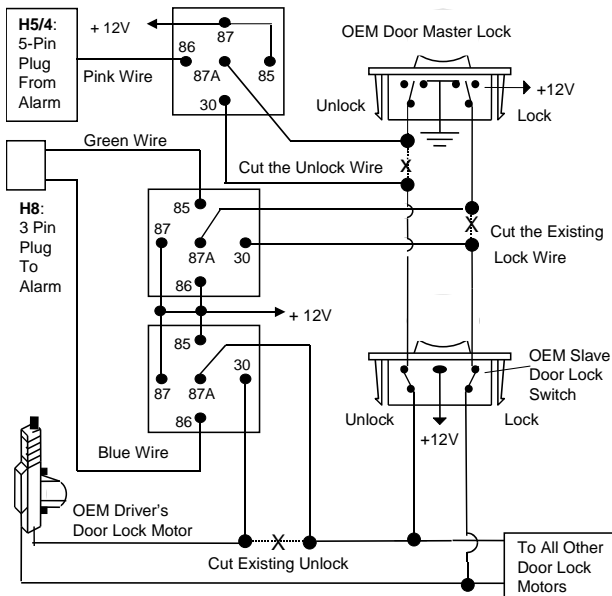 H5/4:
5-Pin
Plug
From
Alarm
+ 12V
87
86
87A
85
30
Pink Wire
OEM Door Master Lock
+12V
Unlock
Lock
Green Wire
Cut the Unlock Wire
X
H8:
3 Pin
Plug
To
Alarm
85
87
87A
30
86
X
Cut the Existing
Lock Wire
+ 12V
85
30
87
87A
86
OEM Slave
Door Lock
Switch
Unlock
Lock
+12V
Blue Wire
OEM Driver's
Door Lock Motor
X
Cut Existing Unlock
To All Other
Door Lock
Motors